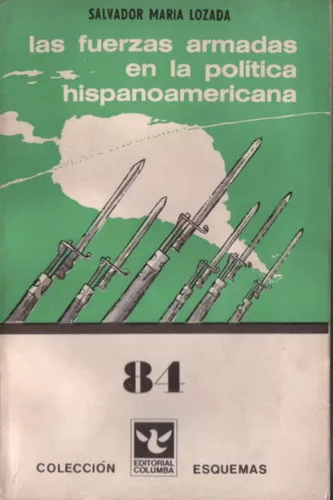 SALVADOR MARIA LOZADA
las fuerzas armadas
en la política
hispanoamericana
84
EDITORIAL
COLUMBA
COLECCIÓN ESQUEMAS